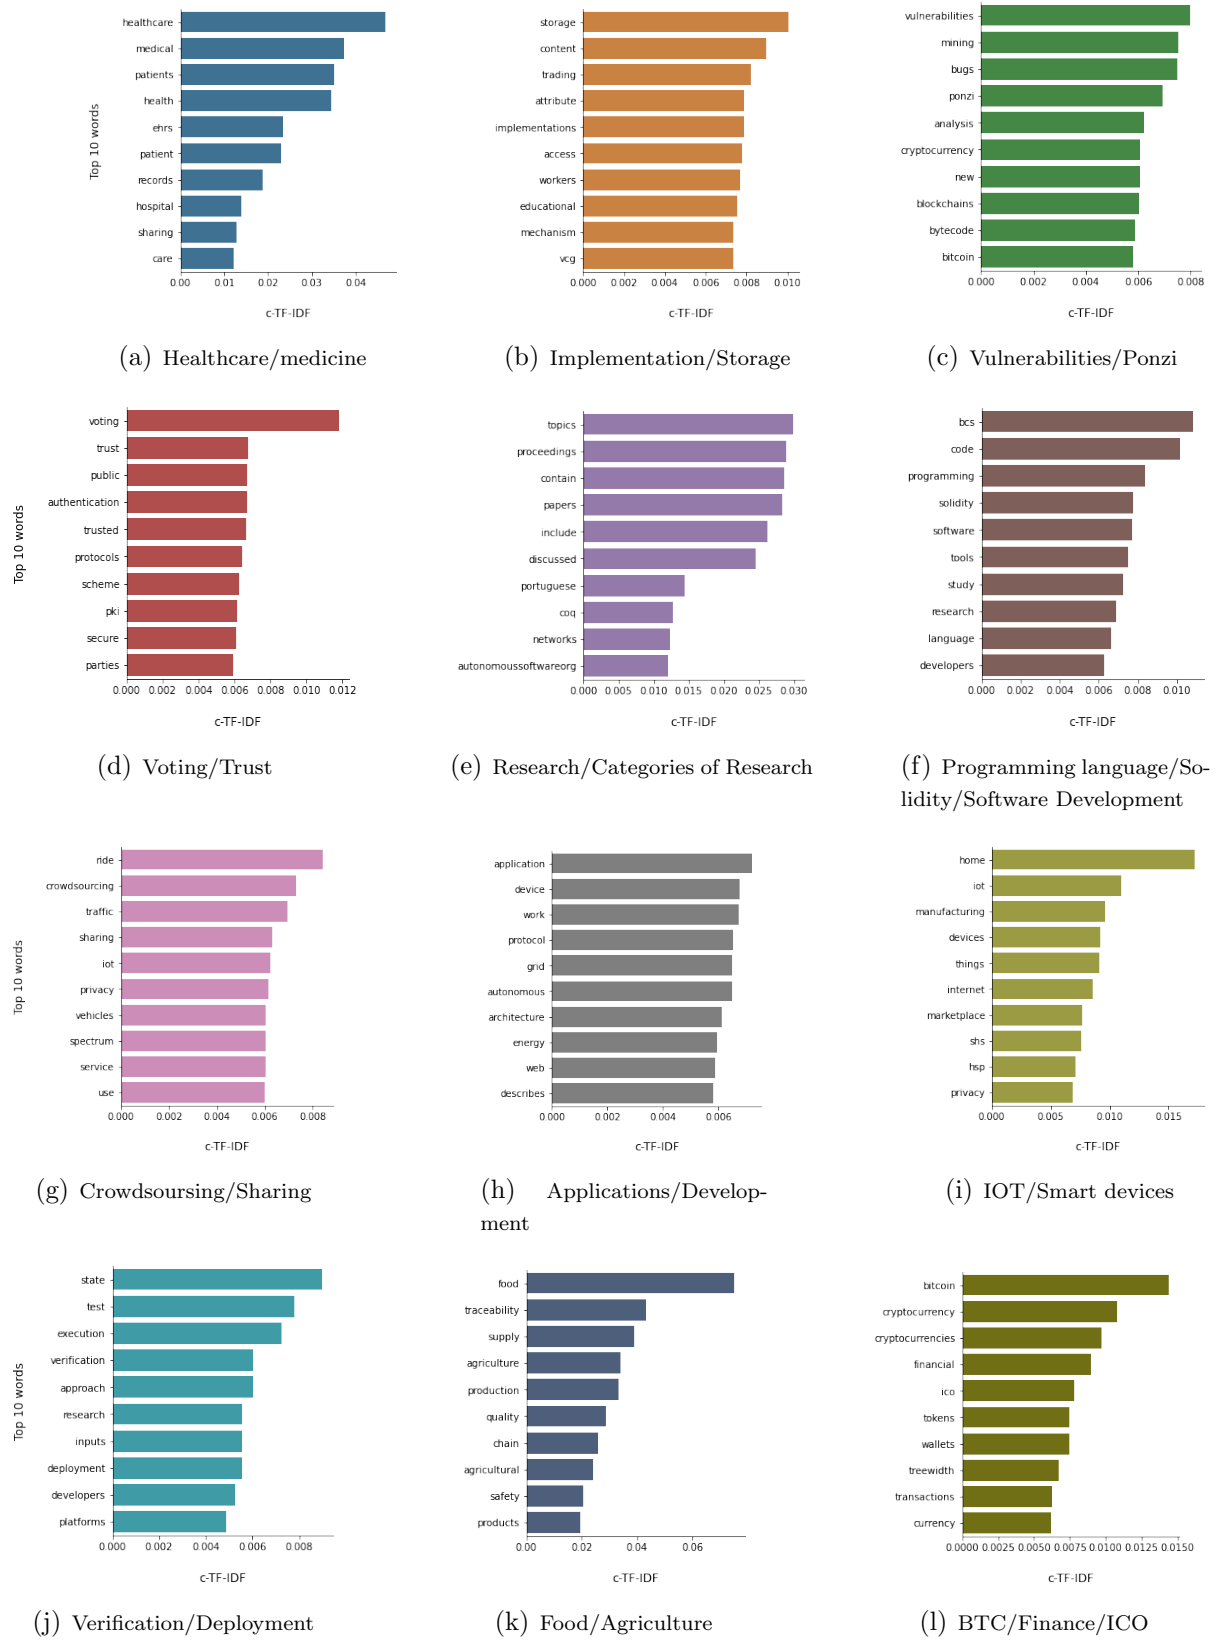 Top 10 words
healthcare
medical
patients
health
ehrs
patient
records
hospital
sharing
care
0.00 0.01 0.02 0.03 0.04
c-TF-IDF
(a) Healthcare/medicine
storage
content
trading
attribute
implementations
access
workers
educational
mechanism
vcg
0.000 0.002 0.004 0.006 0.008 0.010
c-TF-IDF
(b) Implementation/Storage
vulnerabilities
mining
bugs
ponzi
analysis
cryptocurrency
new
blockchains
bytecode
bitcoin
0.000 0.002 0.004 0.006 0.008
c-TF-IDF
(c) Vulnerabilities/Ponzi
Top 10 words
voting
trust
public
authentication
trusted
protocols
scheme
pki
secure
parties
0.000 0.002 0.004 0.006 0.008 0.010 0.012
c-TF-IDF
(d) Voting/Trust
topics
proceedings
contain
papers
include
discussed
portuguese
coq
networks
autonomoussoftwareorg
0.000 0.005 0.010 0.015 0.020 0.025 0.030
c-TF-IDF
(e) Research/Categories of Research
bcs
code
programming
solidity
software
tools
study
research
language
developers
0.000 0.002 0.004 0.006 0.008 0.010
c-TF-IDF
(f) Programming language/So-
lidity/Software Development
Top 10 words
ride
crowdsourcing
traffic
sharing
iot
privacy
vehicles
spectrum
service
use
0.000 0.002 0.004 0.006 0.008
c-TF-IDF
(g) Crowdsoursing/Sharing
application
device
work
protocol
grid
autonomous
architecture
energy
web
describes
0.000 0.002 0.004 0.006
c-TF-IDF
(h) Applications/Develop-
ment
home
iot
manufacturing
devices
things
internet
marketplace
shs
hsp
privacy
0.000 0.005 0.010 0.015
c-TF-IDF
(i) IOT/Smart devices
Top 10 words
state
test
execution
verification
approach
research
inputs
deployment
developers
platforms
0.000 0.002 0.004 0.006 0.008
c-TF-IDF
(j) Verification/Deployment
food
traceability
supply
agriculture
production
quality
chain
agricultural
safety
products
0.00 0.02 0.04 0.06
c-TF-IDF
(k) Food/Agriculture
bitcoin
cryptocurrency
cryptocurrencies
financial
ico
tokens
wallets
treewidth
transactions
currency
0.0000 0.0025 0.0050 0.0075 0.0100 0.0125 0.0150
c-TF-IDF
(l) BTC/Finance/ICO